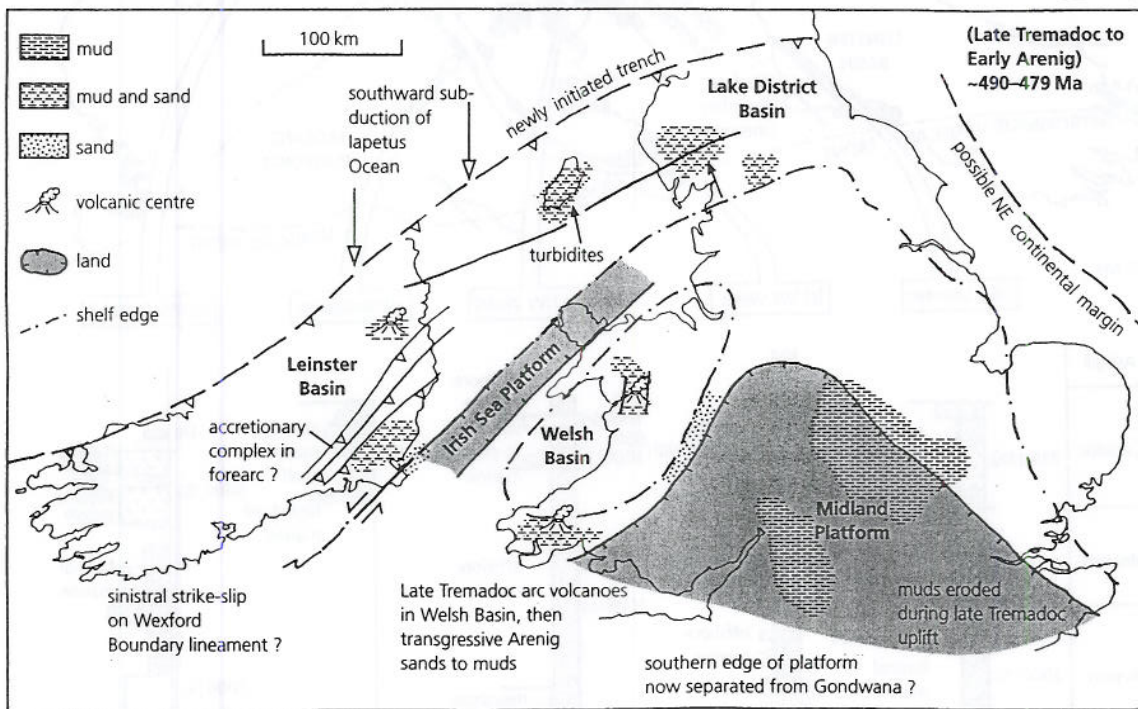 mud
mud and sand
sand
volcanic centre
land
shelf edge
100 km
southward sub-
duction of
Iapetus
Ocean
newly initiated trench
Lake District
Basin
(Late Tremadoc to
Early Arenig)
~490–479 Ma
possible NE continental margin
turbidites
Leinster
Basin
accretionary
complex in
forearc ?
Irish Sea Platform
Welsh
Basin
Midland
Platform
muds eroded
during late Tremadoc
uplift
sinistral strike-slip
on Wexford
Boundary lineament ?
Late Tremadoc arc volcanoes
in Welsh Basin, then
transgressive Arenig
sands to muds
southern edge of platform
now separated from Gondwana ?